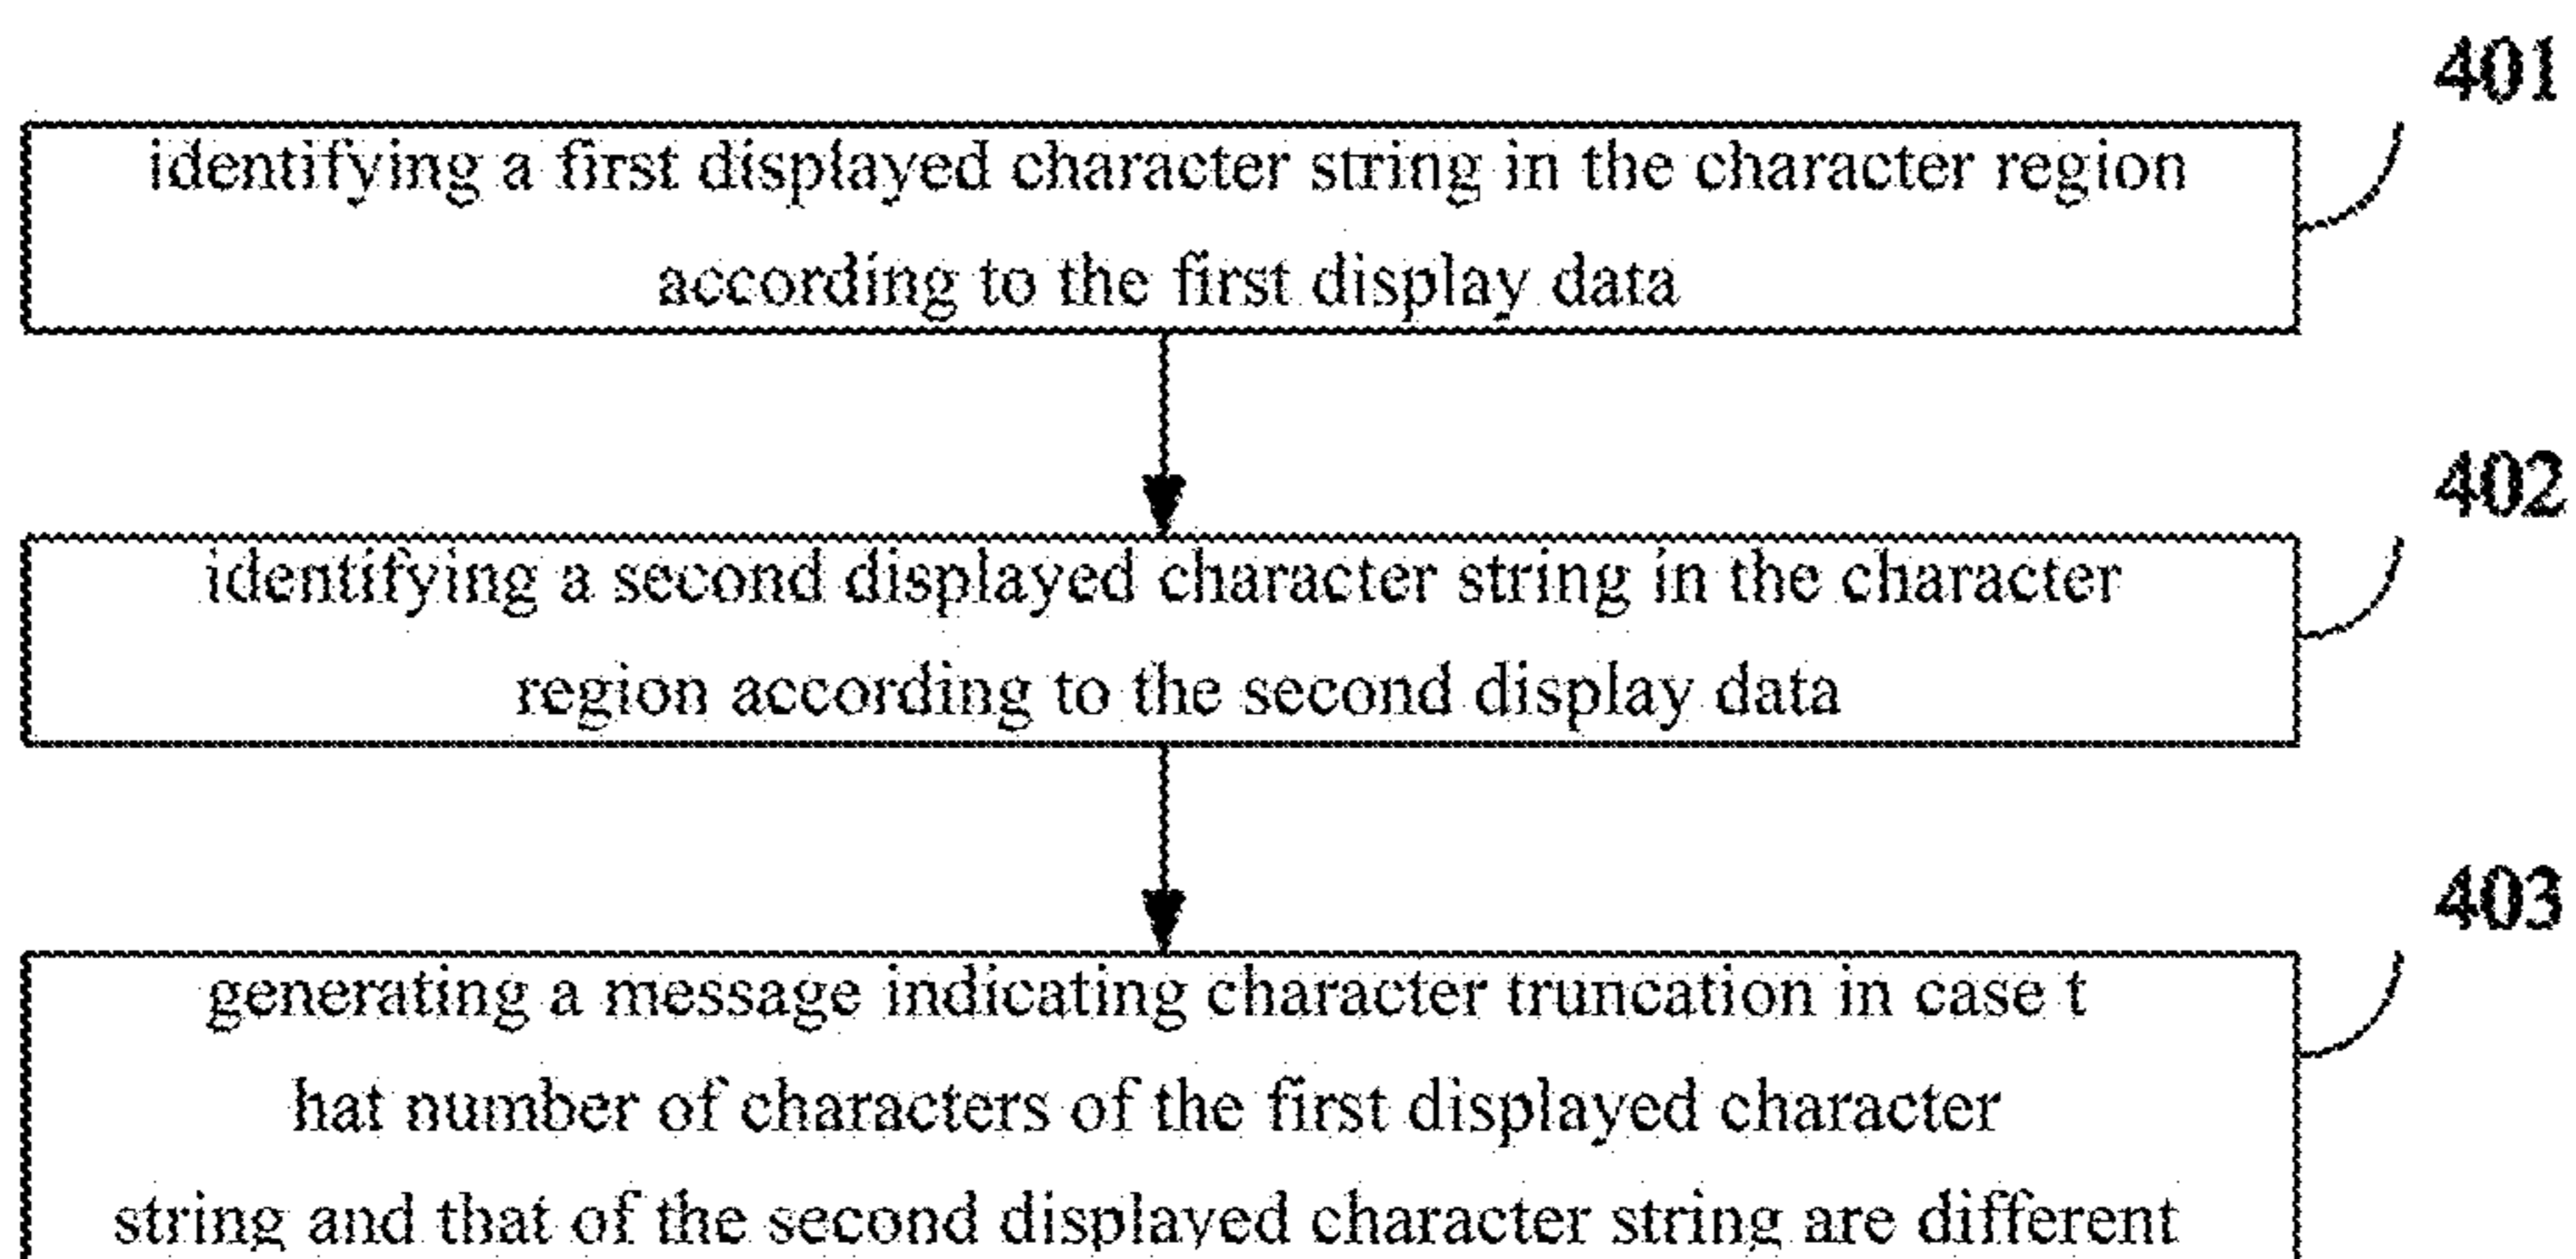 401
identifying a first displayed character string in the character region
according to the first display data
402
identifying a second displayed character string in the character
region according to the second display data
403
generating a message indicating character truncation in case t
hat number of characters of the first displayed character
string and that of the second displayed character string are different